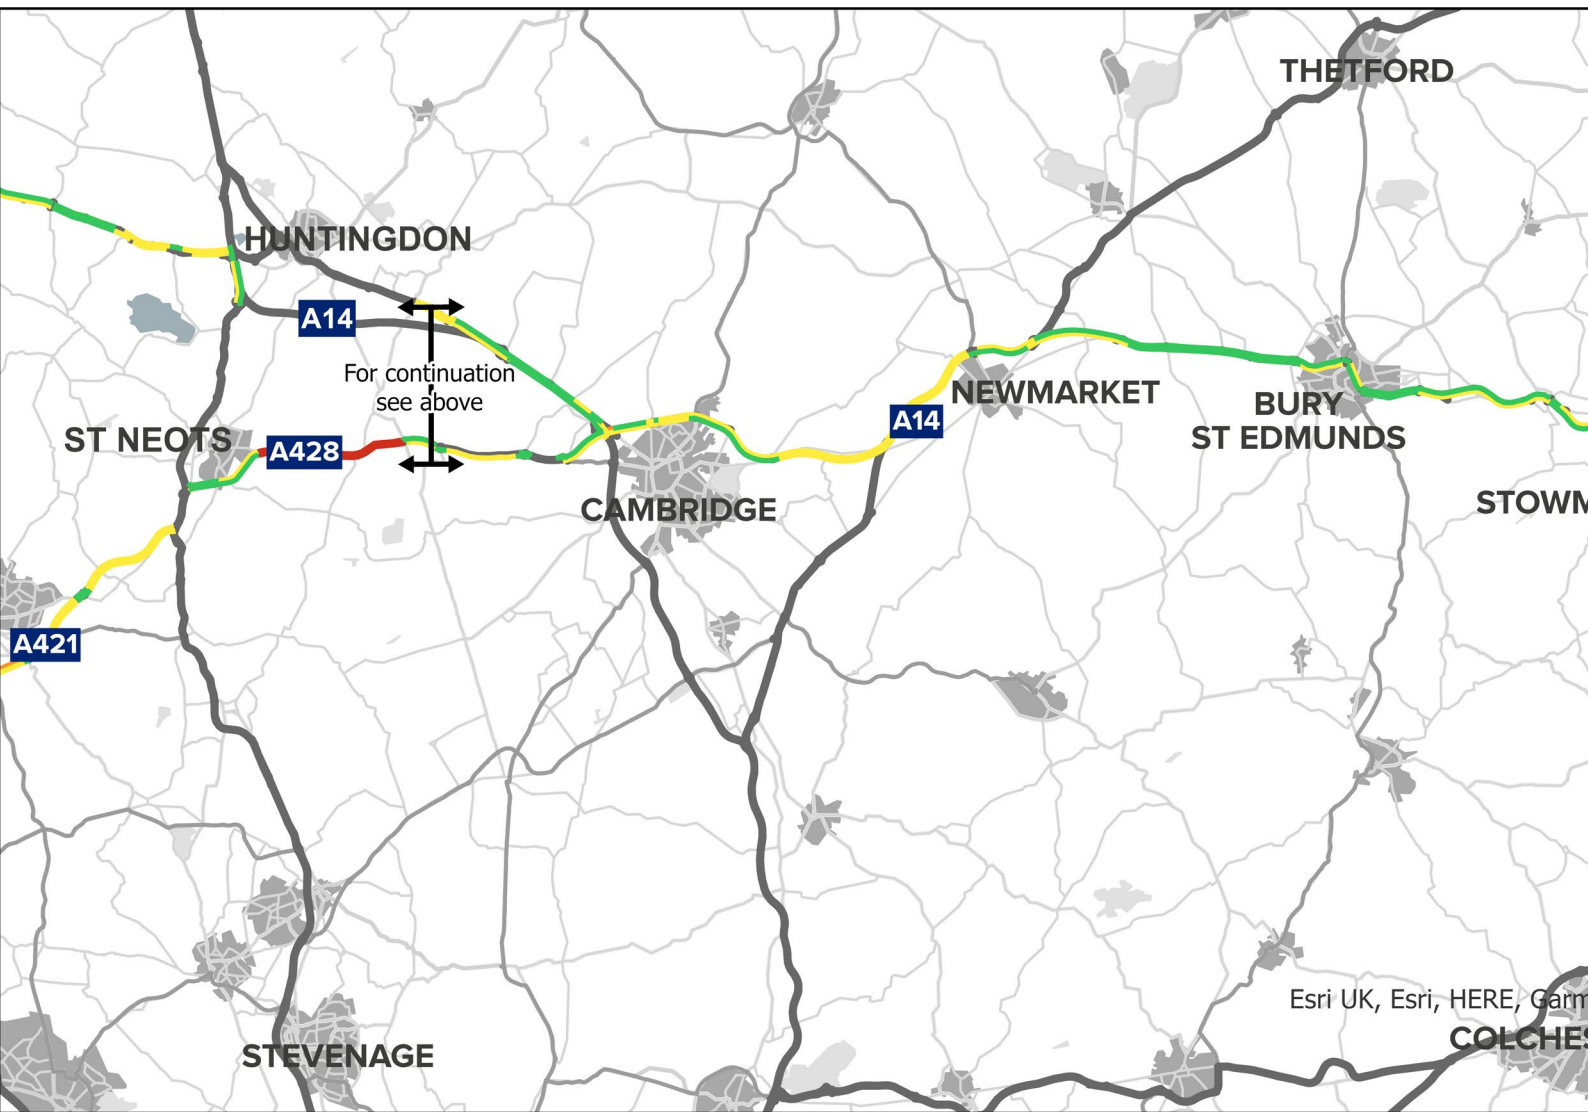 THETFORD
HUNTINGDON
A14
For continuation
see above
NEWMARKET
A14
BURY
ST EDMUNDS
ST NEOTS
A428
CAMBRIDGE
STOWM
A421
Esri UK, Esri, HERE, Garm
COLCHES
STEVENAGE